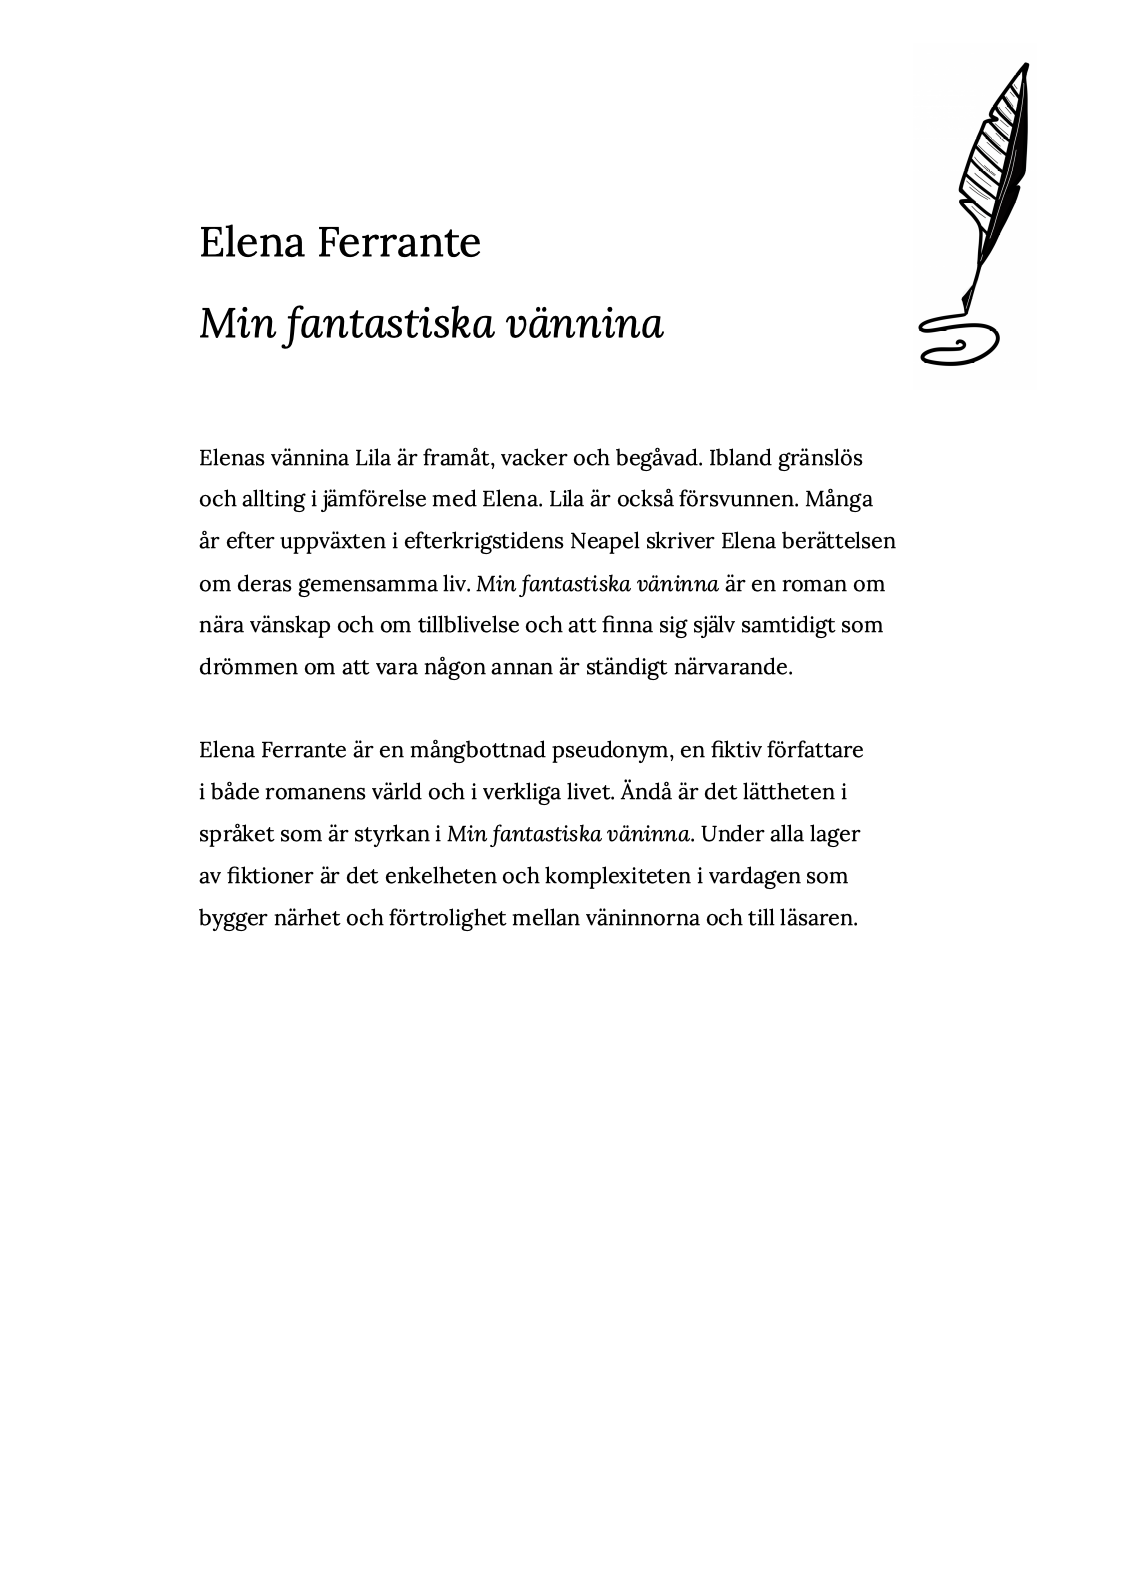 Elena Ferrante
Min fantastiska vännina
Elenas vännina Lila är framåt, vacker och begåvad. Ibland gränslös
och allting i jämförelse med Elena. Lila är också försvunnen. Många
år efter uppväxten i efterkrigstidens Neapel skriver Elena berättelsen
om deras gemensamma liv. Min fantastiska väninna är en roman om
nära vänskap och om tillblivelse och att finna sig själv samtidigt som
drömmen om att vara någon annan är ständigt närvarande.
Elena Ferrante är en mångbottnad pseudonym, en fiktiv författare
i både romanens värld och i verkliga livet. Ändå är det lättheten i
språket som är styrkan i Min fantastiska väninna. Under alla lager
av fiktioner är det enkelheten och komplexiteten i vardagen som
bygger närhet och förtrolighet mellan väninnorna och till läsaren.